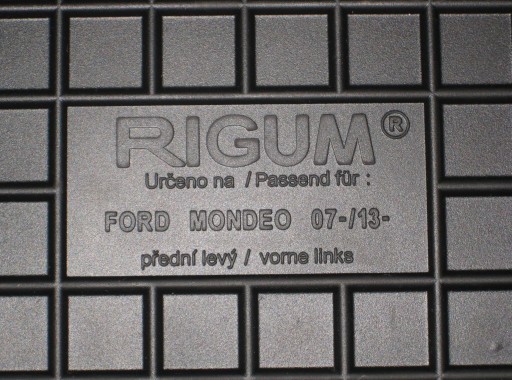 RIGUM®
Určeno na / Passend für :
FORD MONDEO 07-/13-
přední levý / vorne links